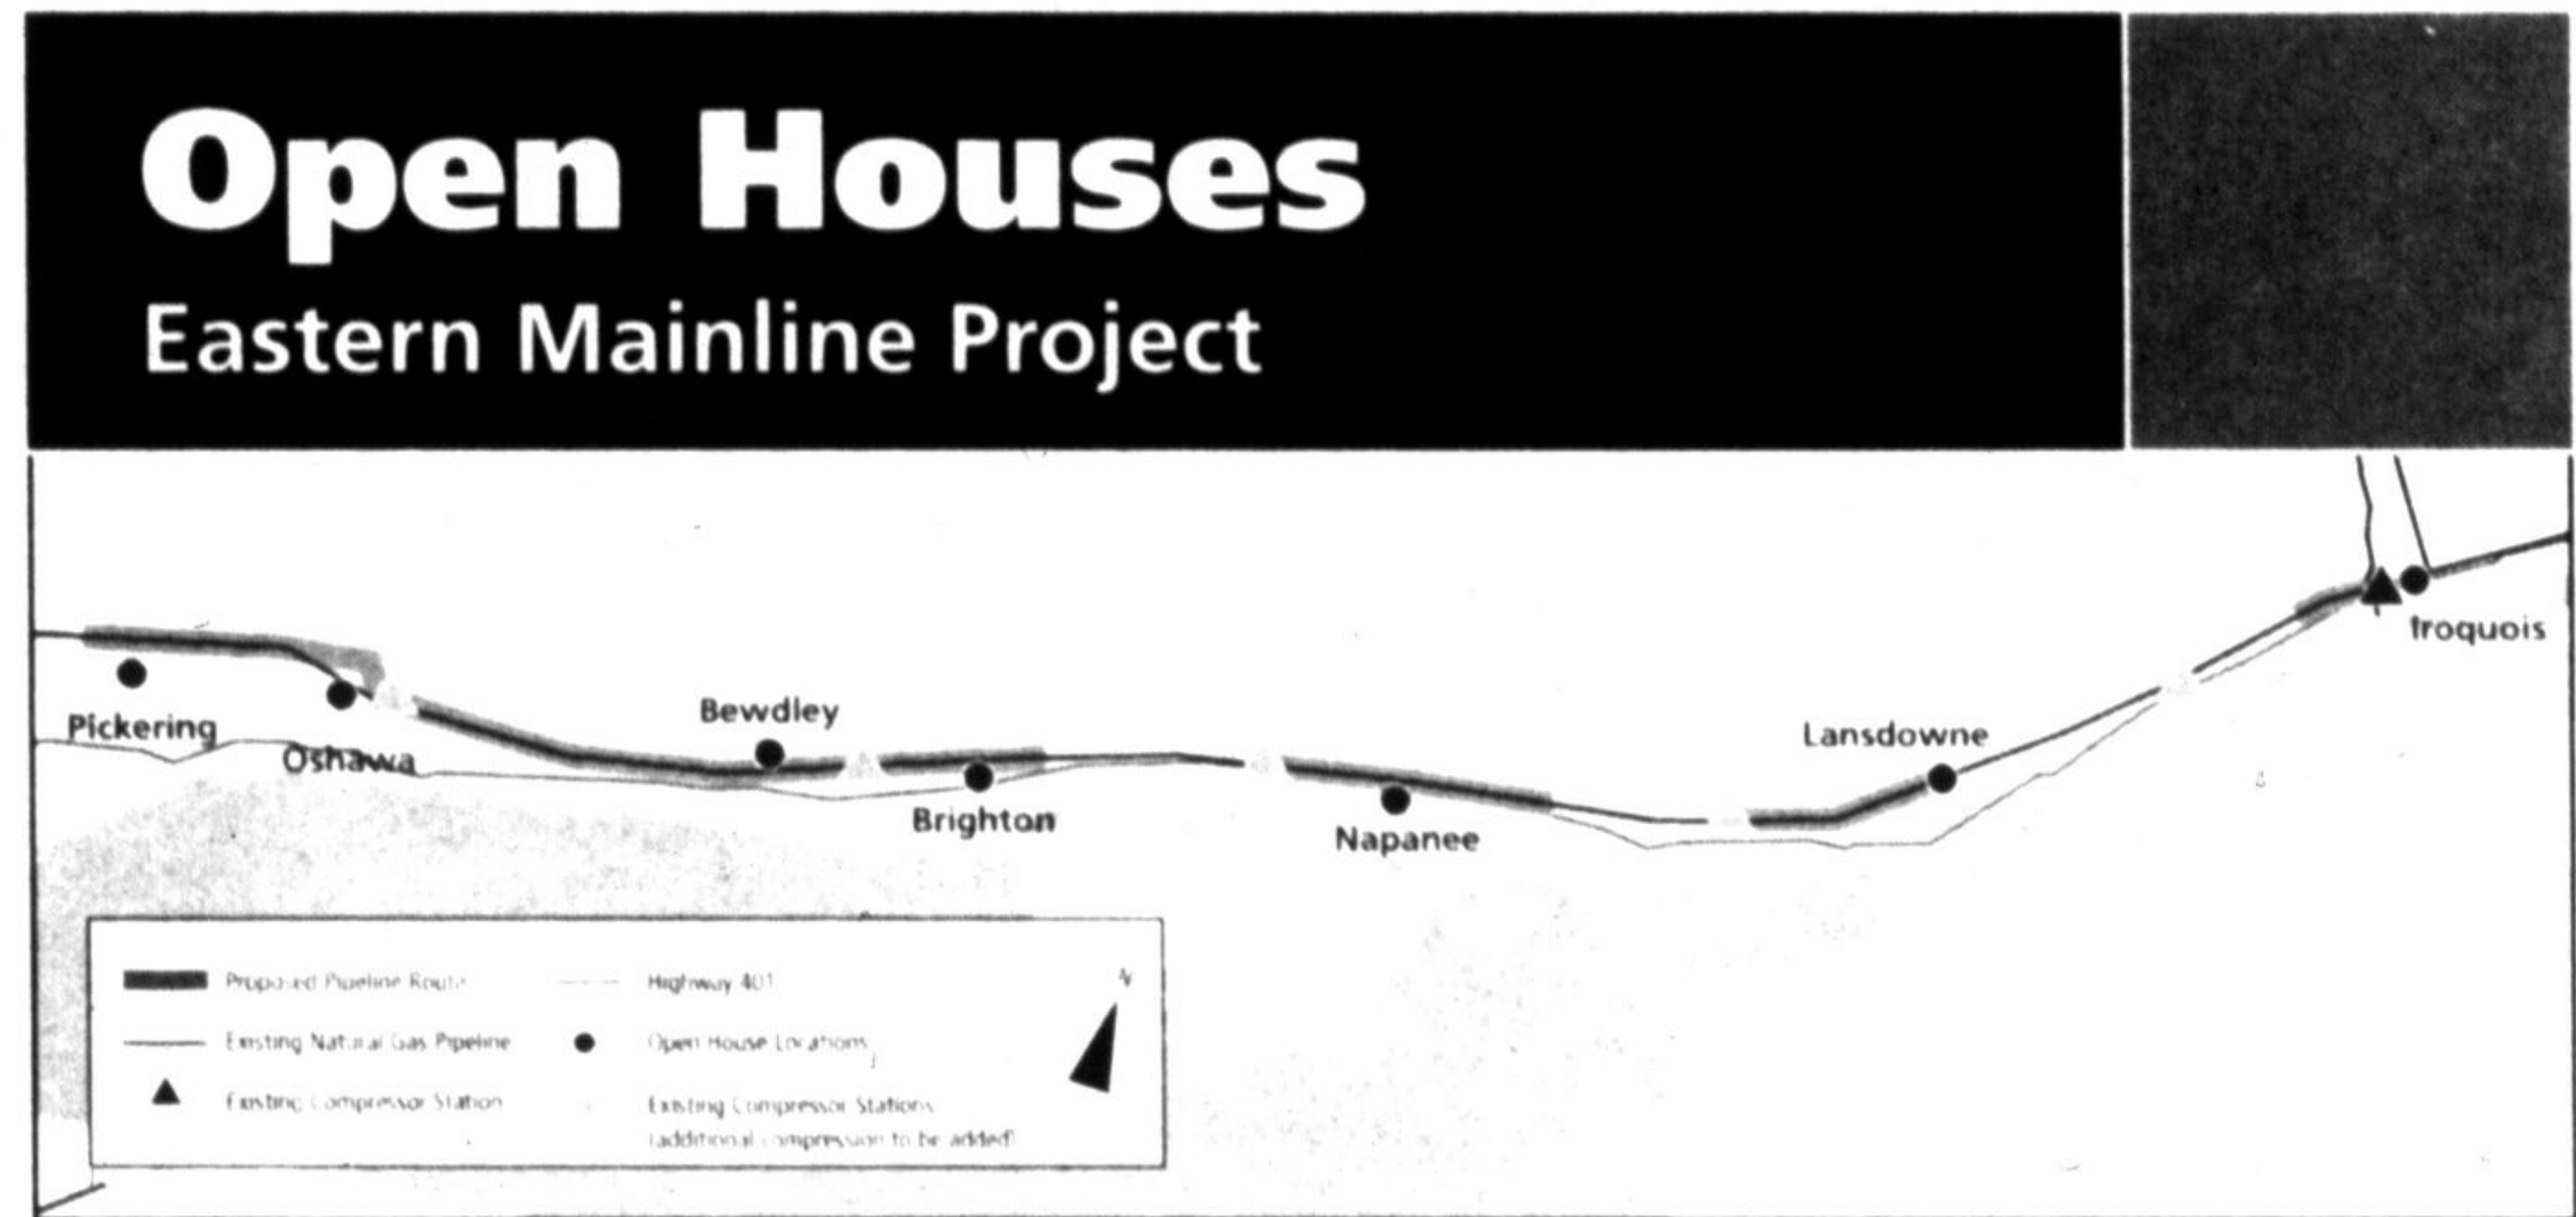 Open Houses
Eastern Mainline Project
Iroquois
Bewdley
Pickering
Lansdowne
Oshawa
Brighton
Napanee
Proposed Pipeline Route
Highway 401
N
Existing Natural Gas Pipeline
Open House Locations
Existing Compressor Station
Existing Compressor Stations
(additional compression to be added)